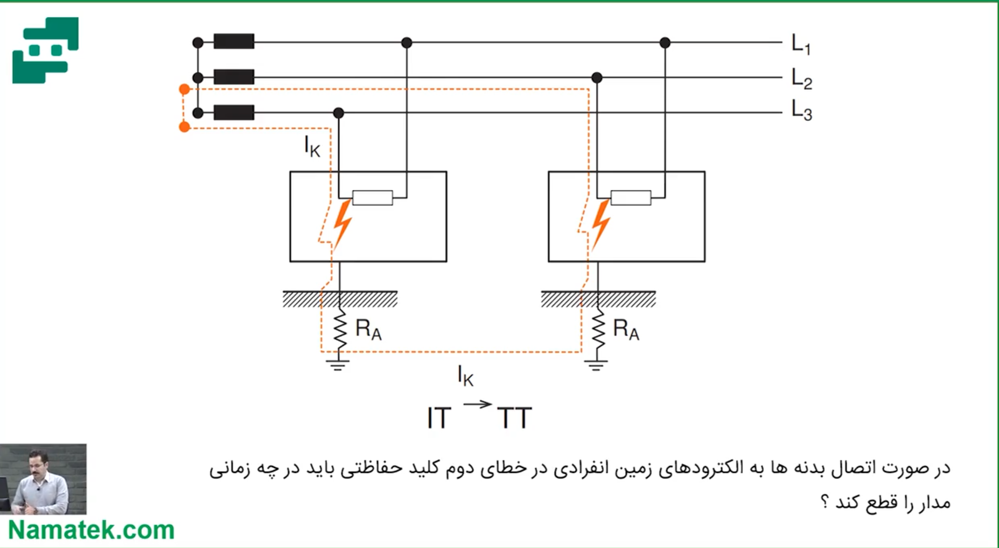 L1
L2
L3
IK
RA
RA
IK
IT → TT
در صورت اتصال بدنه ها به الکترودهای زمین انفرادی در خطای دوم کلید حفاظتی باید در چه زمانی
مدار را قطع کند ؟
Namatek.com